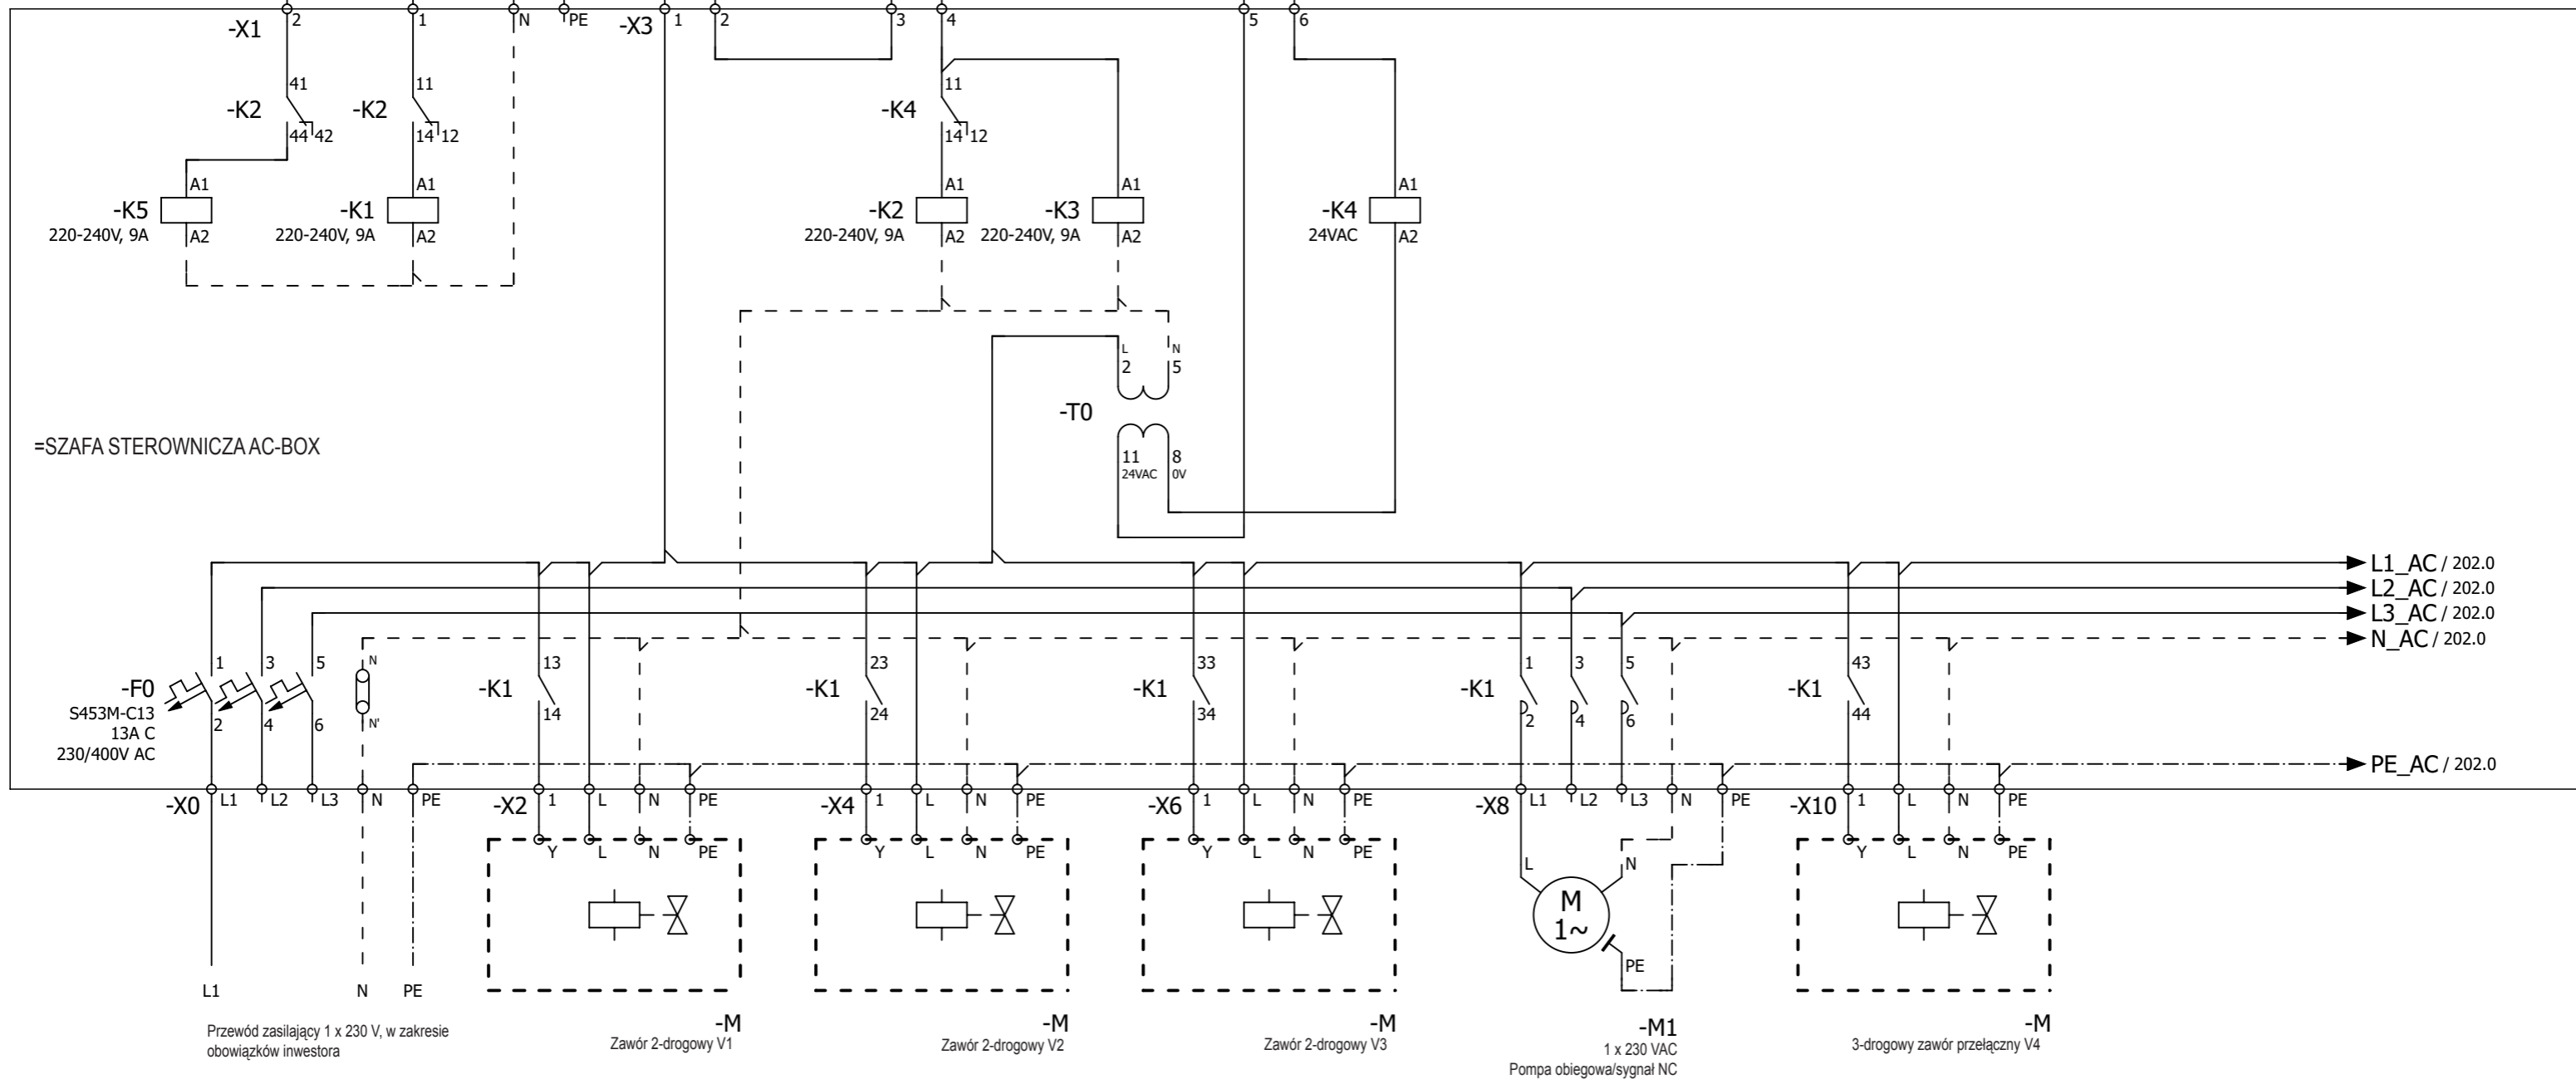 -X1 2 1 N PE -X3 1 2 3 4 5 6
41 11 11
-K2 -K2 -K4
44 42 14 12 14 12
A1 A1 A1 A1 A1
-K5 -K1 -K2 -K3 -K4
220-240V, 9A 220-240V, 9A 220-240V, 9A 220-240V, 9A 24VAC
A2 A2 A2 A2 A2
L N
2 5
-T0
=SZAFA STEROWNICZA AC-BOX
11 8
24VAC 0V
L1_AC / 202.0
L2_AC / 202.0
L3_AC / 202.0
N_AC / 202.0
1 3 5 N 13 23 33 1 3 5 43
-F0 -K1 -K1 -K1 -K1 -K1
S453M-C13
13A C
230/400V AC
2 4 6 N' 14 24 34 2 4 6 44
PE_AC / 202.0
-X0 L1 L2 L3 N PE -X2 1 L N PE -X4 1 L N PE -X6 1 L N PE -X8 L1 L2 L3 N PE -X10 1 L N PE
Y L N PE Y L N PE Y L N PE L N Y L N PE
M
1~
PE
L1 N PE
Przewód zasilający 1 x 230 V, w zakresie
obowiązków inwestora
-M
Zawór 2-drogowy V1
-M
Zawór 2-drogowy V2
-M
Zawór 2-drogowy V3
-M1
1 x 230 VAC
Pompa obiegowa/sygnał NC
-M
3-drogowy zawór przełączny V4